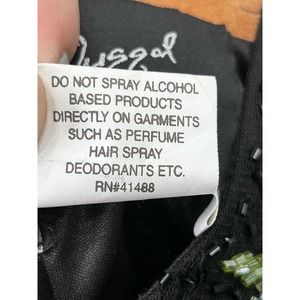 DO NOT SPRAY ALCOHOL
BASED PRODUCTS
DIRECTLY ON GARMENTS
SUCH AS PERFUME
HAIR SPRAY
DEODORANTS ETC.
RN#41488